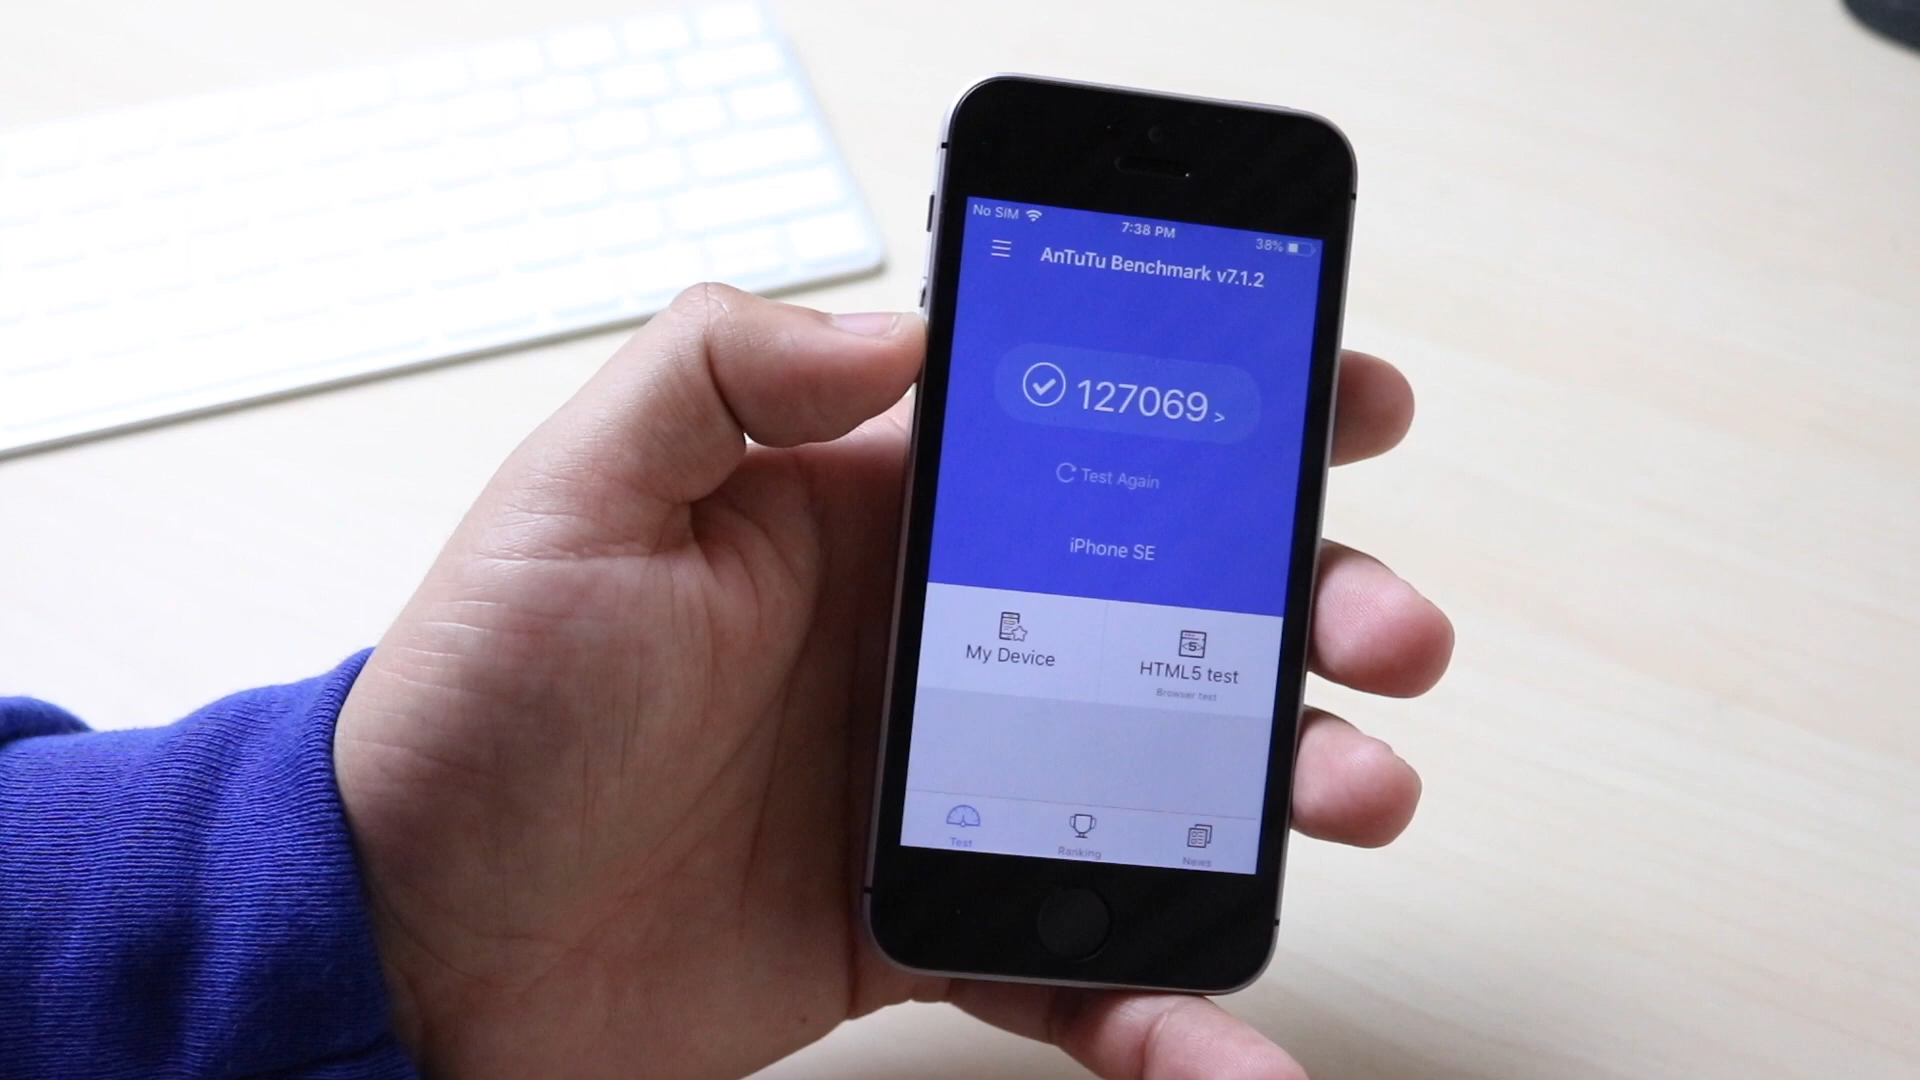 No SIM 7:38 PM 38%
AnTuTu Benchmark v7.1.2
127069 >
Test Again
iPhone SE
My Device
HTML5 test
Browser test
Test Ranking News